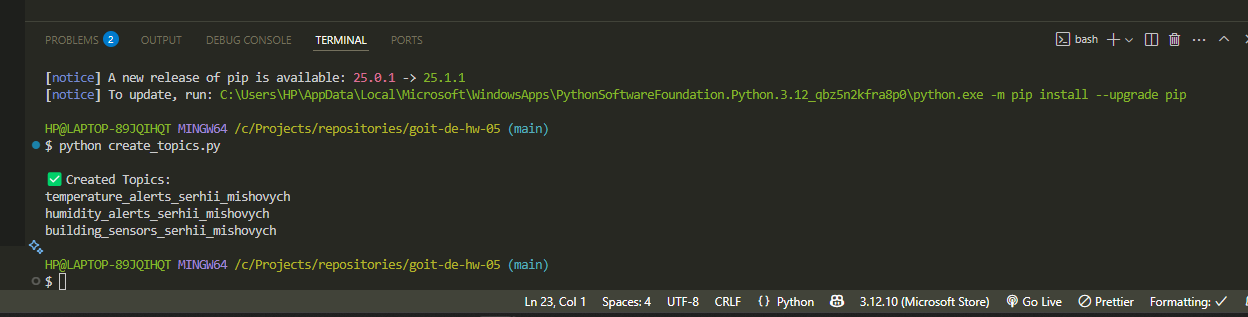 PROBLEMS 2 OUTPUT DEBUG CONSOLE TERMINAL PORTS bash
[notice] A new release of pip is available: 25.0.1 -> 25.1.1
[notice] To update, run: C:\Users\HP\AppData\Local\Microsoft\WindowsApps\PythonSoftwareFoundation.Python.3.12_qbz5n2kfra8p0\python.exe -m pip install --upgrade pip
HP@LAPTOP-89JQIHQT MINGW64 /c/Projects/repositories/goit-de-hw-05 (main)
$ python create_topics.py
✅ Created Topics:
temperature_alerts_serhii_mishovych
humidity_alerts_serhii_mishovych
building_sensors_serhii_mishovych
HP@LAPTOP-89JQIHQT MINGW64 /c/Projects/repositories/goit-de-hw-05 (main)
$
Ln 23, Col 1 Spaces: 4 UTF-8 CRLF {} Python 3.12.10 (Microsoft Store) Go Live Prettier Formatting: ✓